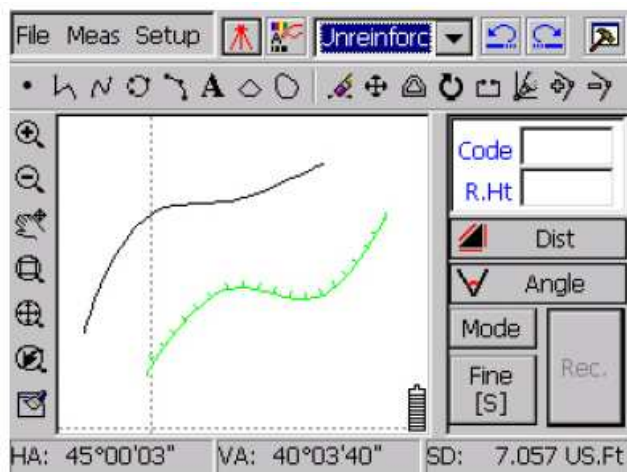 File Meas Setup Unreinforc
A
Code
R.Ht
Dist
Angle
Mode
Rec.
Fine
[S]
HA: 45°00'03" VA: 40°03'40" SD: 7.057 US.Ft